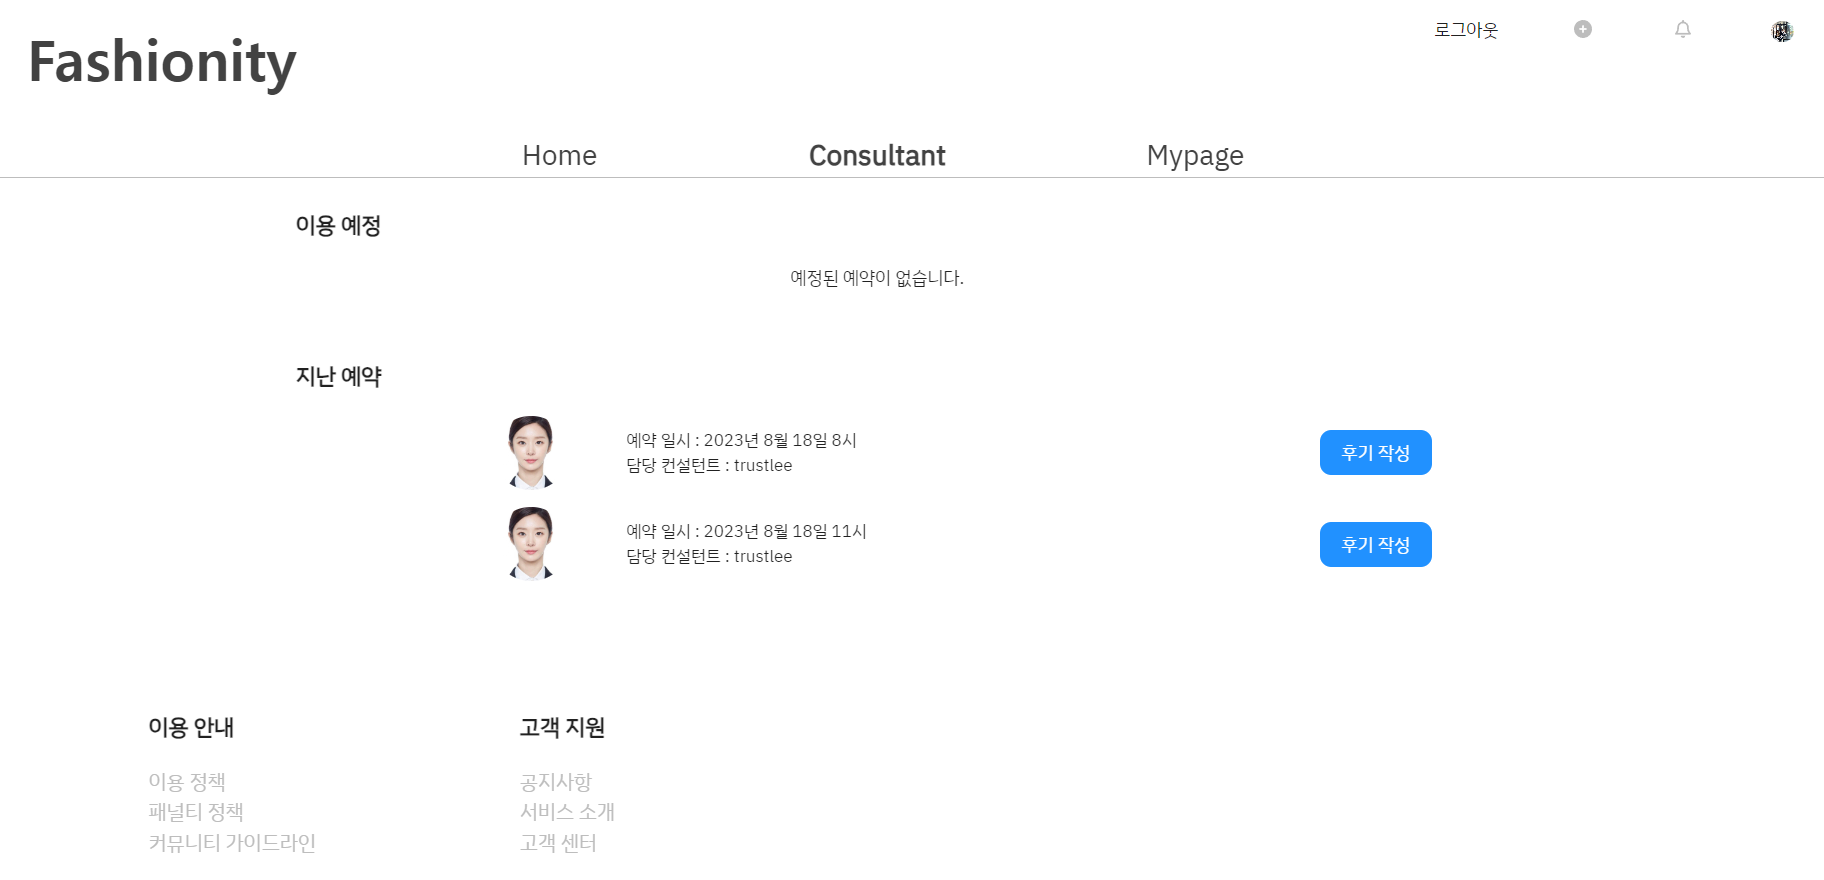 로그아웃
Fashionity
Home Consultant Mypage
이용 예정
예정된 예약이 없습니다.
지난 예약
예약 일시 : 2023년 8월 18일 8시
담당 컨설턴트 : trustlee
후기 작성
예약 일시 : 2023년 8월 18일 11시
담당 컨설턴트 : trustlee
후기 작성
이용 안내
이용 정책
패널티 정책
커뮤니티 가이드라인
고객 지원
공지사항
서비스 소개
고객 센터